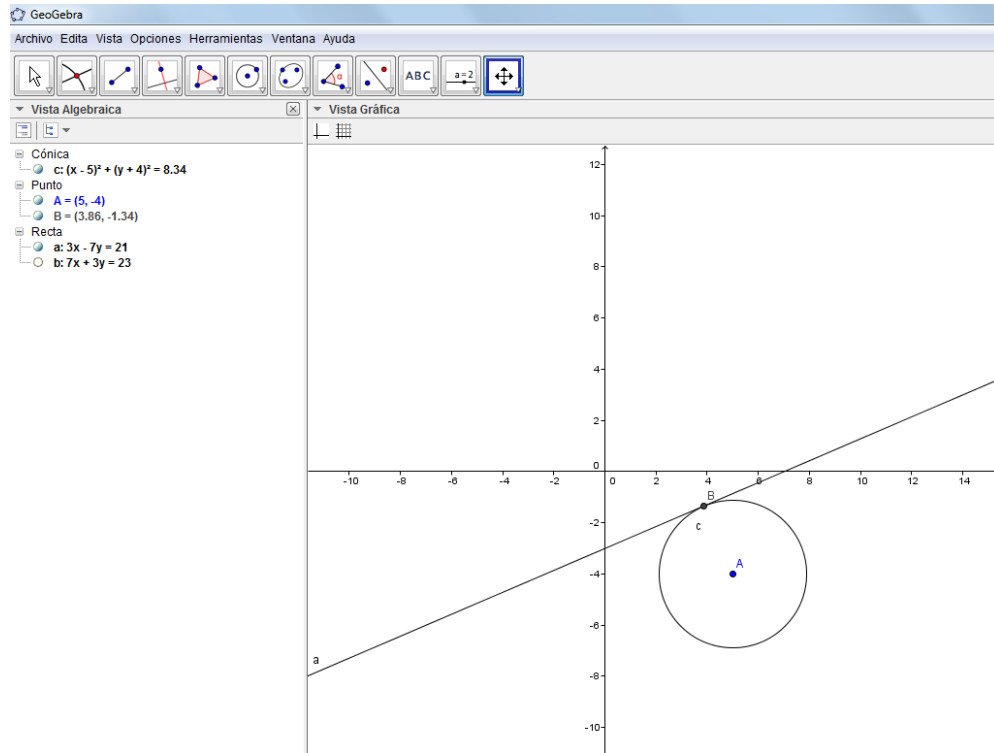 GeoGebra
Archivo Edita Vista Opciones Herramientas Ventana Ayuda
α ABC a=2
Vista Algebraica
Vista Gráfica
Cónica
c: (x - 5)² + (y + 4)² = 8.34
Punto
A = (5, -4)
B = (3.86, -1.34)
Recta
a: 3x - 7y = 21
b: 7x + 3y = 23
12
10
8
6
4
2
0
-10 -8 -6 -4 -2 0 2 4 6 8 10 12 14
B
-2
c
A
-4
-6
a
-8
-10